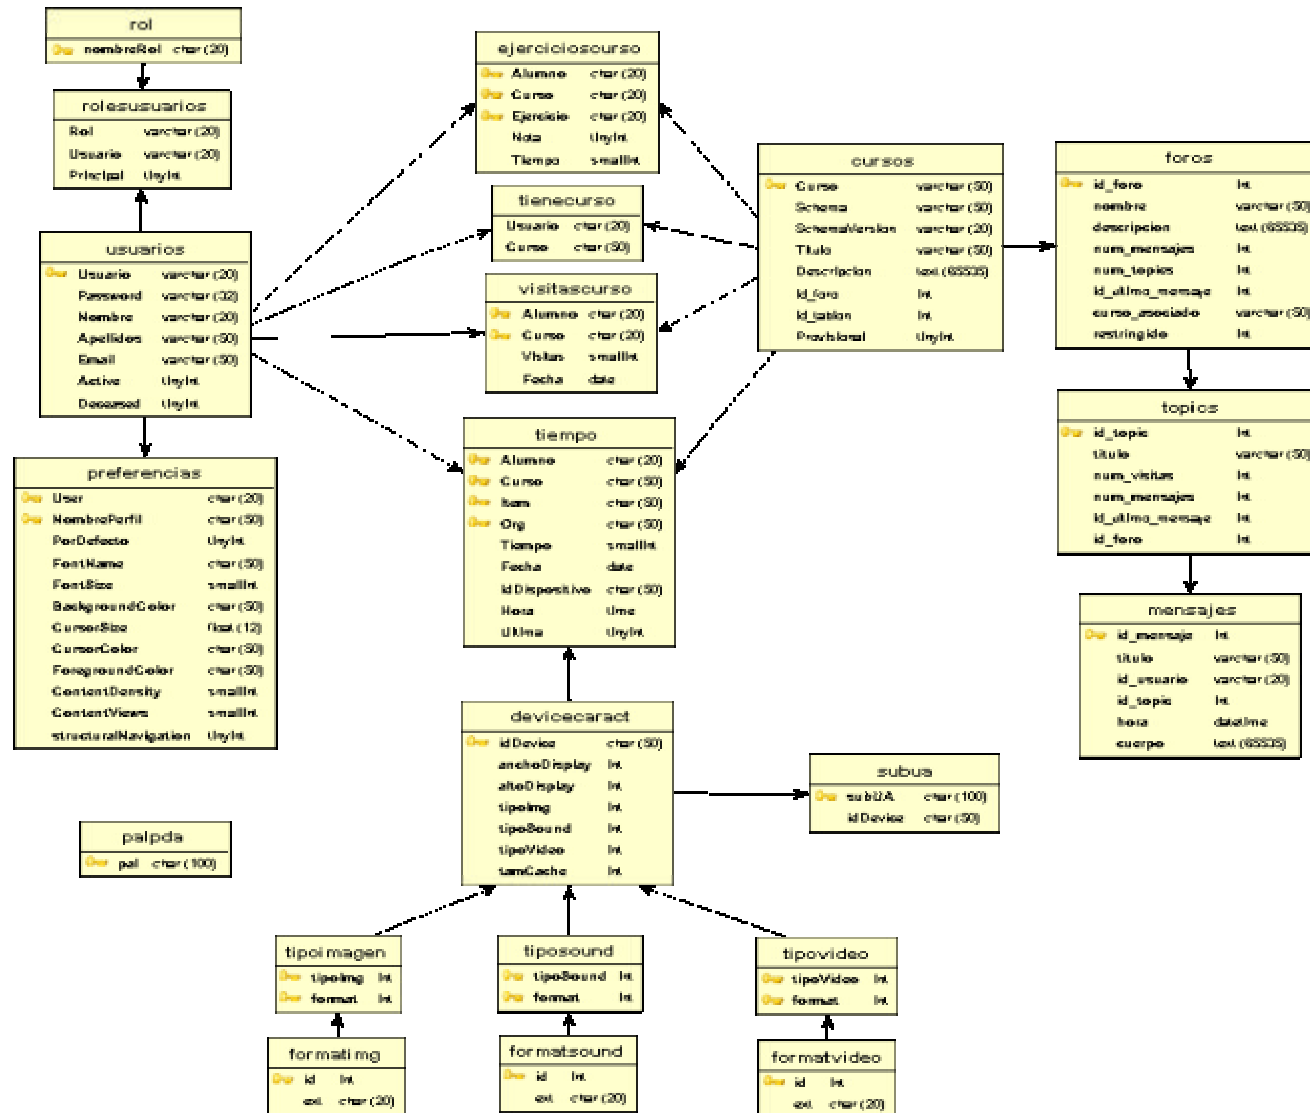 rol
nombreRol char (20)
rolesusuarios
Rol varchar (20)
Usuario varchar (20)
Principal tinyint
usuarios
Usuario varchar (20)
Password varchar (32)
Nombre varchar (20)
Apellidos varchar (50)
Email varchar (50)
Active tinyint
Deceased tinyint
preferencias
User char (20)
NombrePerfil char (50)
PorDefecto tinyint
FontName char (50)
FontSize smallint
BackgroundColor char (50)
CursorSize float (12)
CursorColor char (50)
ForegroundColor char (50)
ContentDensity smallint
ContentViews smallint
structuralNavigation tinyint
palpda
pal char (100)
ejercicioscurso
Alumno char (20)
Curso char (20)
Ejercicio char (20)
Nota tinyint
Tiempo smallint
tienecurso
Usuario char (20)
Curso char (50)
visitascurso
Alumno char (20)
Curso char (20)
Visitas smallint
Fecha date
tiempo
Alumno char (20)
Curso char (50)
Item char (50)
Org char (50)
Tiempo smallint
Fecha date
idDispositivo char (50)
Hora time
Ultima tinyint
devicecaract
idDevice char (50)
anchoDisplay int
altoDisplay int
tipoImg int
tipoSound int
tipoVideo int
tamCache int
subua
subUA char (100)
idDevice char (50)
cursos
Curso varchar (50)
Schema varchar (50)
SchemaVersion varchar (20)
Titulo varchar (50)
Descripcion text (65535)
id_foro int
id_tablon int
Provisional tinyint
foros
id_foro int
nombre varchar (50)
descripcion text (65535)
num_mensajes int
num_topics int
id_ultimo_mensaje int
curso_asociado varchar (50)
restringido int
topics
id_topic int
titulo varchar (50)
num_visitas int
num_mensajes int
id_ultimo_mensaje int
id_foro int
mensajes
id_mensaje int
titulo varchar (50)
id_usuario varchar (20)
id_topic int
hora datetime
cuerpo text (65535)
tipoimagen
tipoImg int
format int
tiposound
tipoSound int
format int
tipovideo
tipoVideo int
format int
formatimg
id int
ext char (20)
formatsound
id int
ext char (20)
formatvideo
id int
ext char (20)